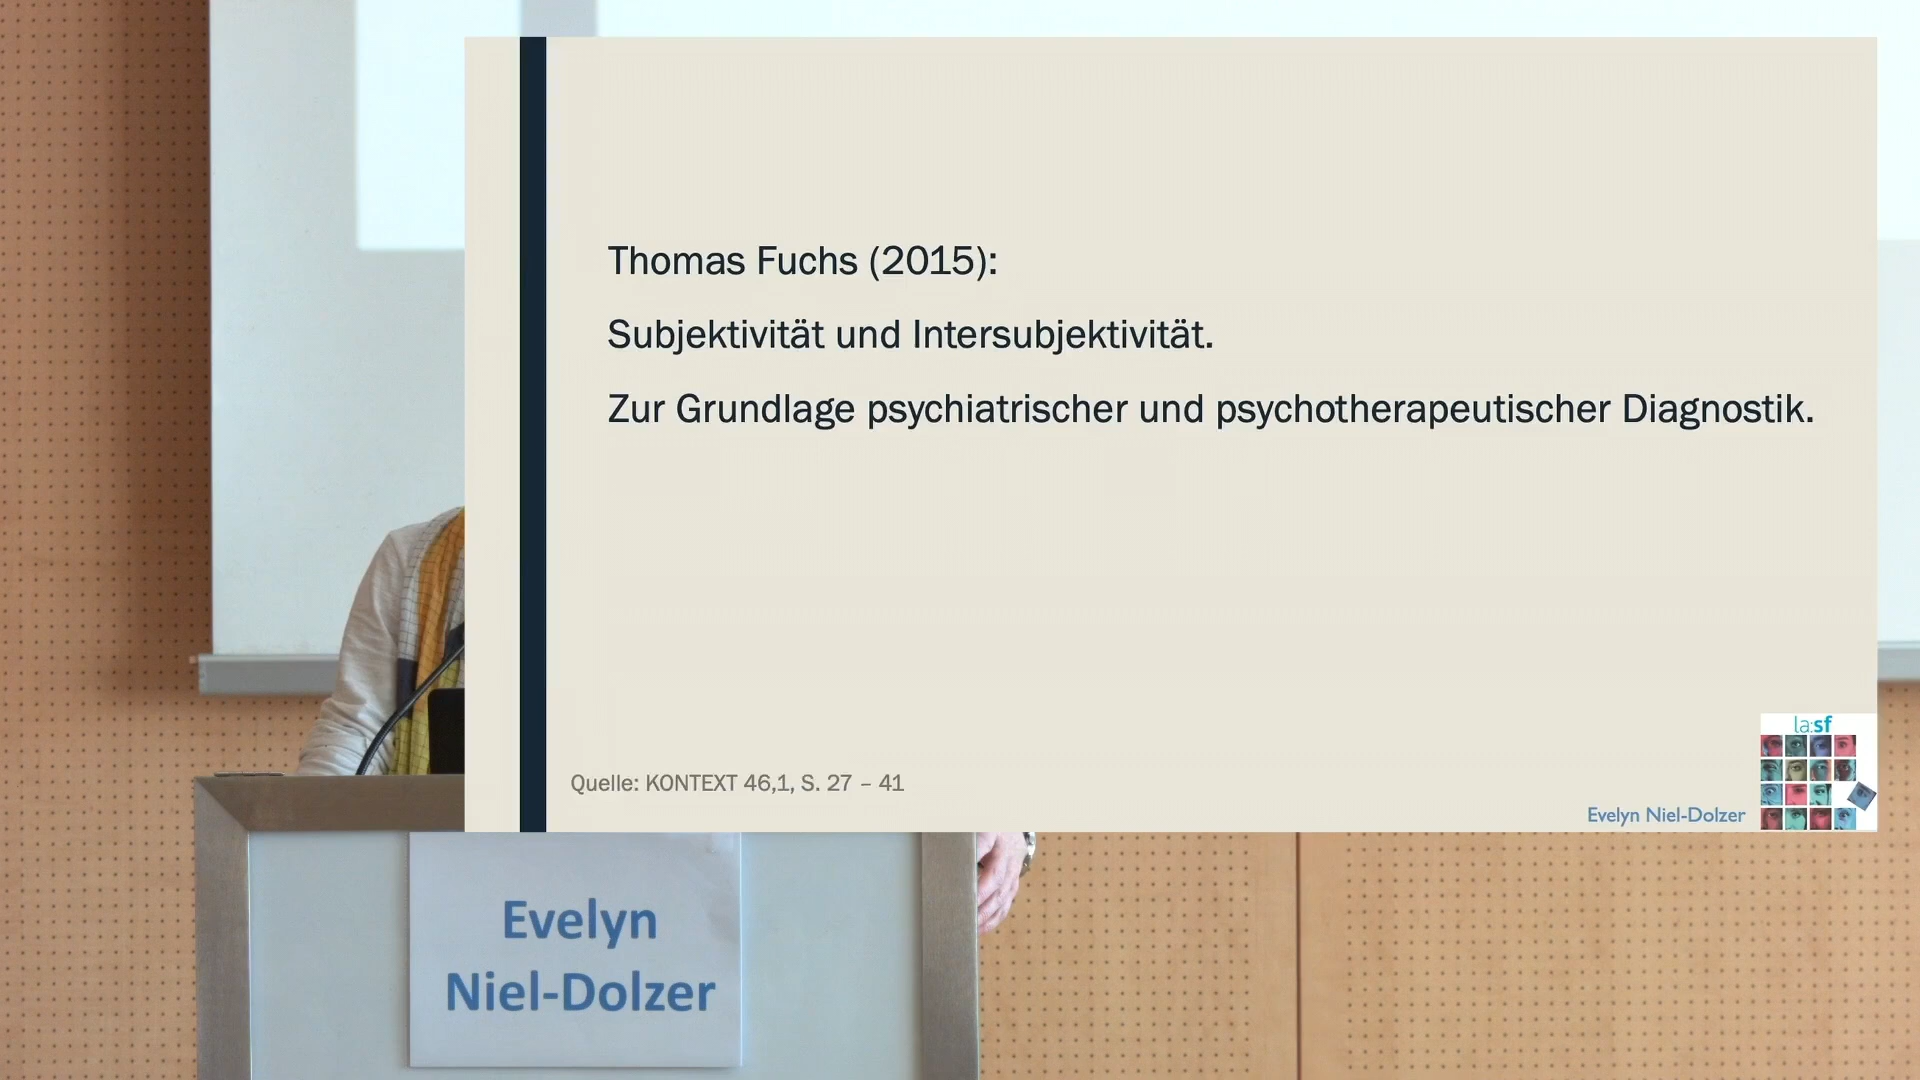 Thomas Fuchs (2015):
Subjektivität und Intersubjektivität.
Zur Grundlage psychiatrischer und psychotherapeutischer Diagnostik.
Quelle: KONTEXT 46,1, S. 27 – 41
la:sf
Evelyn Niel-Dolzer
Evelyn
Niel-Dolzer